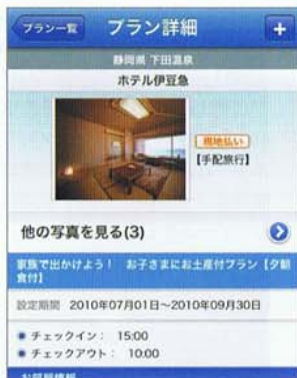 プラン一覧
プラン詳細
+
静岡県 下田温泉
ホテル伊豆急
現地払い
【手配旅行】
他の写真を見る(3)
家族で出かけよう！ お子さまにお土産付プラン【夕朝
食付】
設定期間 2010年07月01日〜2010年09月30日
チェックイン： 15:00
チェックアウト： 10:00
お部屋情報